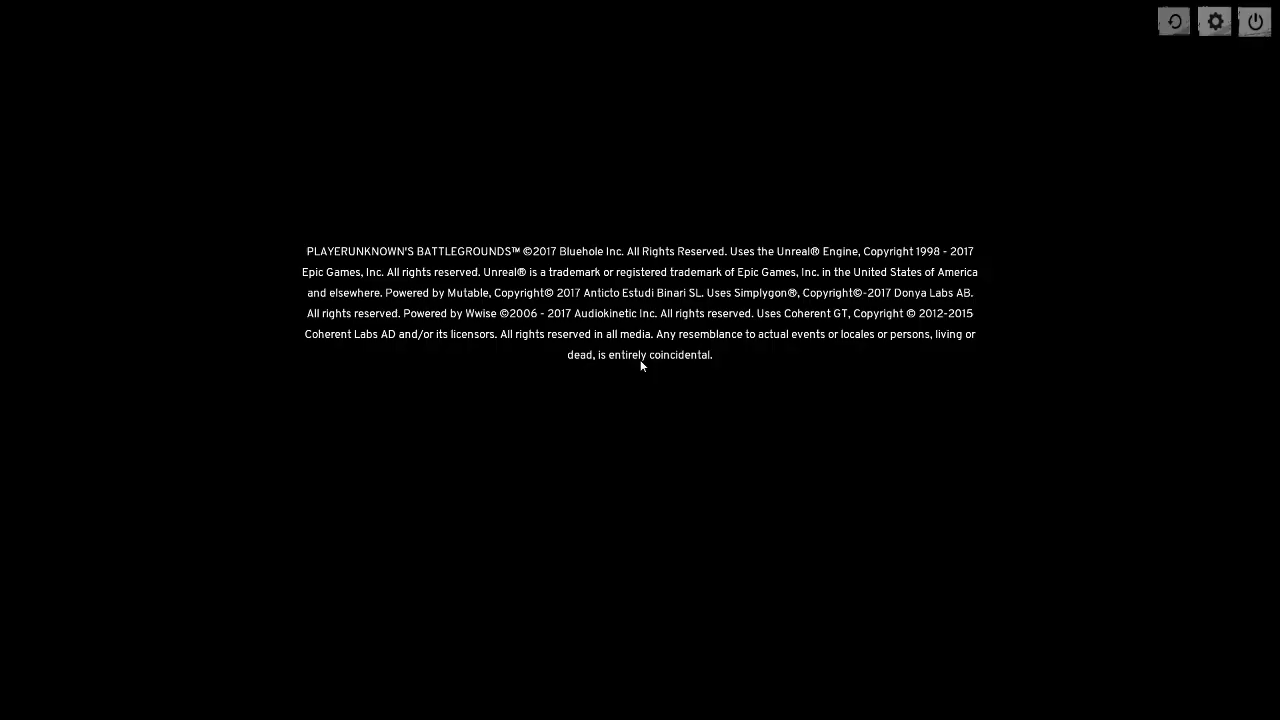 PLAYERUNKNOWN'S BATTLEGROUNDS™ ©2017 Bluehole Inc. All Rights Reserved. Uses the Unreal® Engine, Copyright 1998 - 2017
Epic Games, Inc. All rights reserved. Unreal® is a trademark or registered trademark of Epic Games, Inc. in the United States of America
and elsewhere. Powered by Mutable, Copyright© 2017 Anticto Estudi Binari SL. Uses Simplygon®, Copyright©-2017 Donya Labs AB.
All rights reserved. Powered by Wwise ©2006 - 2017 Audiokinetic Inc. All rights reserved. Uses Coherent GT, Copyright © 2012-2015
Coherent Labs AD and/or its licensors. All rights reserved in all media. Any resemblance to actual events or locales or persons, living or
dead, is entirely coincidental.